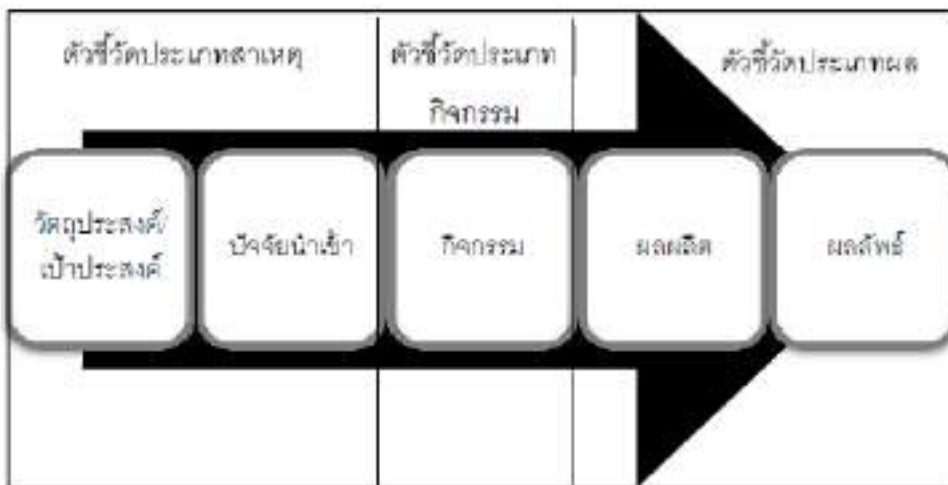 ตัวชี้วัดประเภทสาเหตุ
ตัวชี้วัดประเภท
กิจกรรม
ตัวชี้วัดประเภทผล
วัตถุประสงค์/
เป้าประสงค์
ปัจจัยนำเข้า
กิจกรรม
ผลผลิต
ผลลัพธ์